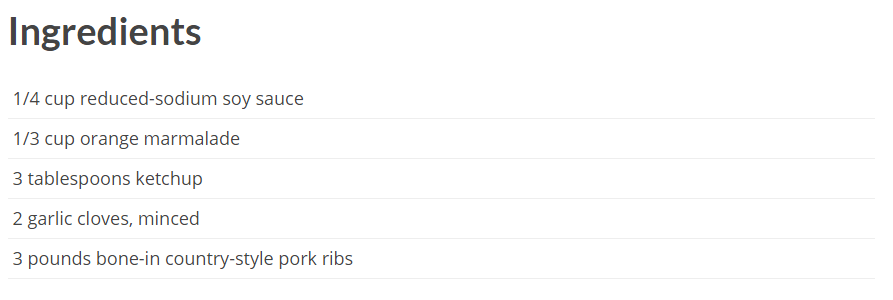 Ingredients
1/4 cup reduced-sodium soy sauce
1/3 cup orange marmalade
3 tablespoons ketchup
2 garlic cloves, minced
3 pounds bone-in country-style pork ribs